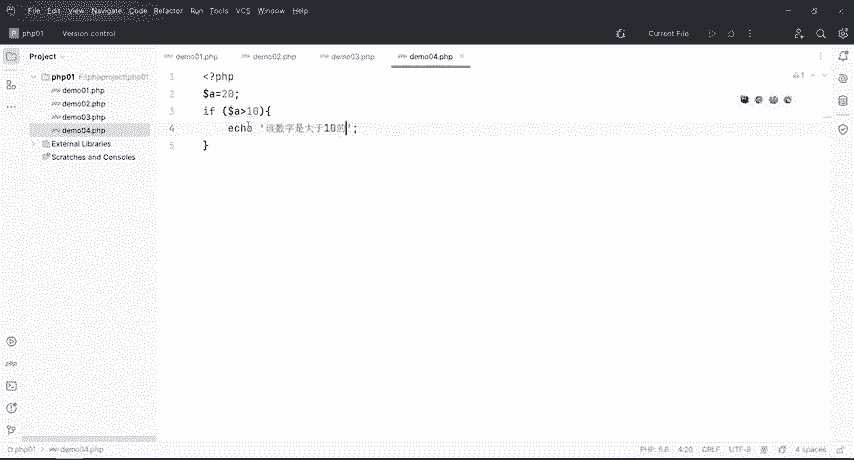 File Edit View Navigate Code Refactor Run Tools VCS Window Help
php01 Version control Current File
Project
demo01.php demo02.php demo03.php demo04.php
php01 F:\phpproject\php01
demo01.php
demo02.php
demo03.php
demo04.php
External Libraries
Scratches and Consoles
1 <?php
2 $a=20;
3 if ($a>10){
4 echo '该数字是大于10的';
5 }
1
php
php01 > demo04.php
PHP: 5.6 4:20 CRLF UTF-8 4 spaces